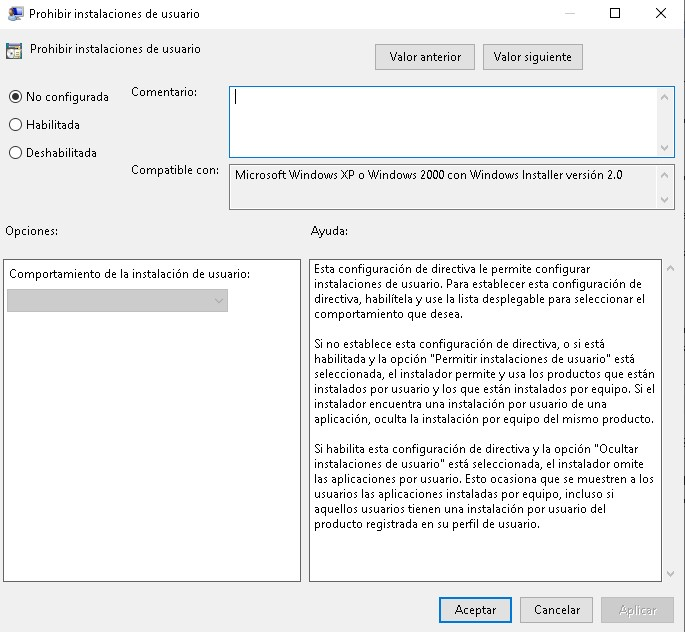 Prohibir instalaciones de usuario
Prohibir instalaciones de usuario
Valor anterior
Valor siguiente
No configurada
Habilitada
Deshabilitada
Comentario:
Compatible con:
Microsoft Windows XP o Windows 2000 con Windows Installer versión 2.0
Opciones:
Ayuda:
Comportamiento de la instalación de usuario:
Esta configuración de directiva le permite configurar
instalaciones de usuario. Para establecer esta configuración de
directiva, habilítela y use la lista desplegable para seleccionar el
comportamiento que desea.
Si no establece esta configuración de directiva, o si está
habilitada y la opción "Permitir instalaciones de usuario" está
seleccionada, el instalador permite y usa los productos que están
instalados por usuario y los que están instalados por equipo. Si el
instalador encuentra una instalación por usuario de una
aplicación, oculta la instalación por equipo del mismo producto.
Si habilita esta configuración de directiva y la opción "Ocultar
instalaciones de usuario" está seleccionada, el instalador omite
las aplicaciones por usuario. Esto ocasiona que se muestren a los
usuarios las aplicaciones instaladas por equipo, incluso si
aquellos usuarios tienen una instalación por usuario del
producto registrada en su perfil de usuario.
Aceptar
Cancelar
Aplicar